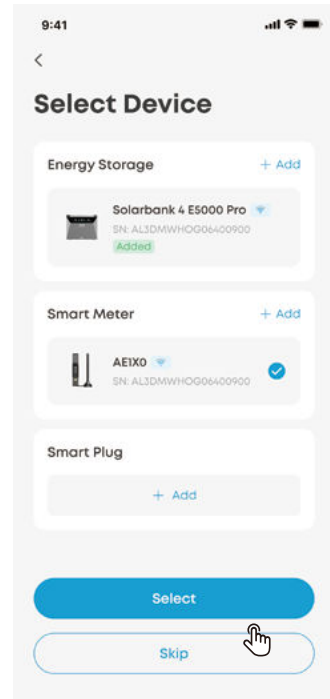 9:41
Select Device
Energy Storage + Add
Solarbank 4 E5000 Pro
SN: AL3DMWHOG06400900
Added
Smart Meter + Add
AE1X0
SN: AL3DMWHOG06400900
Smart Plug
+ Add
Select
Skip